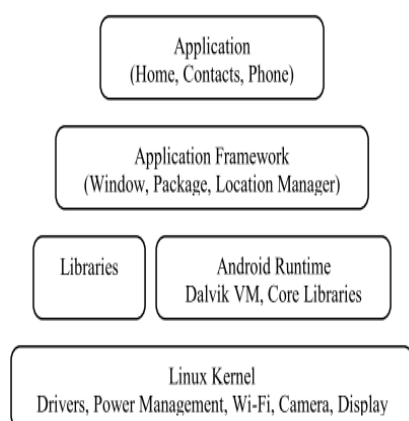 Application
(Home, Contacts, Phone)
Application Framework
(Window, Package, Location Manager)
Libraries
Android Runtime
Dalvik VM, Core Libraries
Linux Kernel
Drivers, Power Management, Wi-Fi, Camera, Display